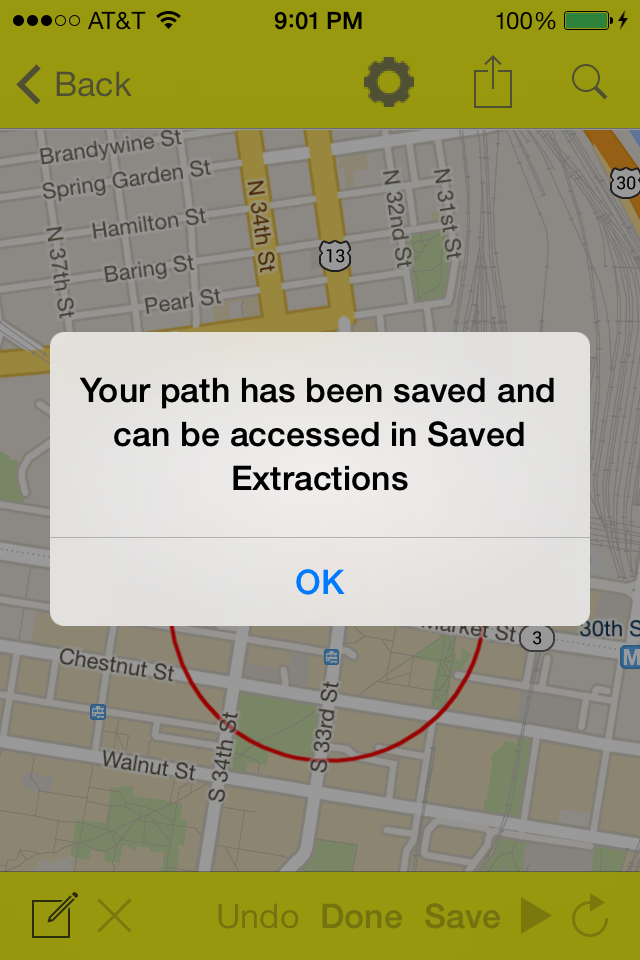 AT&T 9:01 PM 100%
Back
Brandywine St
Spring Garden St
N 34th St
N 32nd St
N 31st St
30
Hamilton St
N 37th St
13
Baring St
Pearl St
Your path has been saved and
can be accessed in Saved
Extractions
OK
Market St
3
30th S
M
Chestnut St
S 33rd St
S 34th St
Walnut St
Undo Done Save